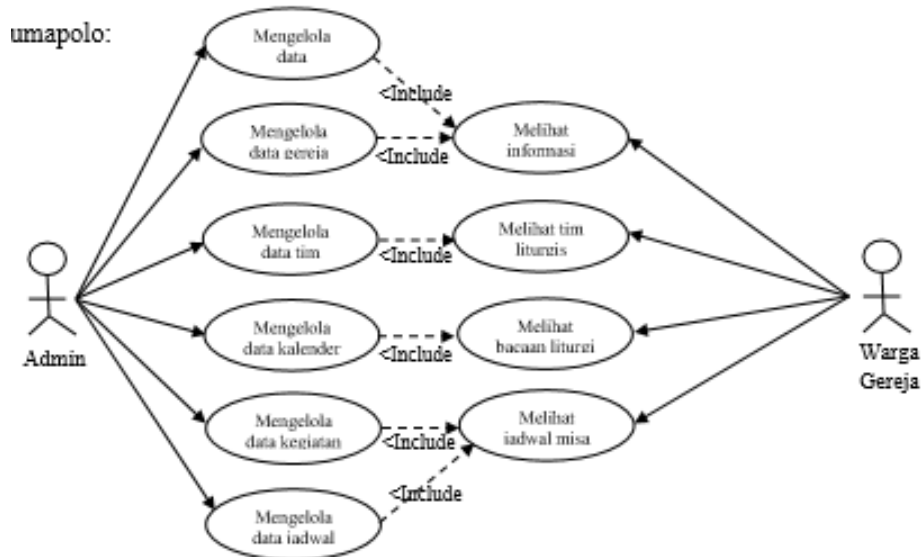 umapolo:
Mengelola
data
<Include
Mengelola
data gereja
<Include
Melihat
informasi
Mengelola
data tim
<Include
Melihat tim
liturgis
Mengelola
data kalender
<Include
Melihat
bacaan liturgi
Mengelola
data kegiatan
<Include
Melihat
jadwal misa
<Include
Mengelola
data jadwal
Admin
Warga
Gereja